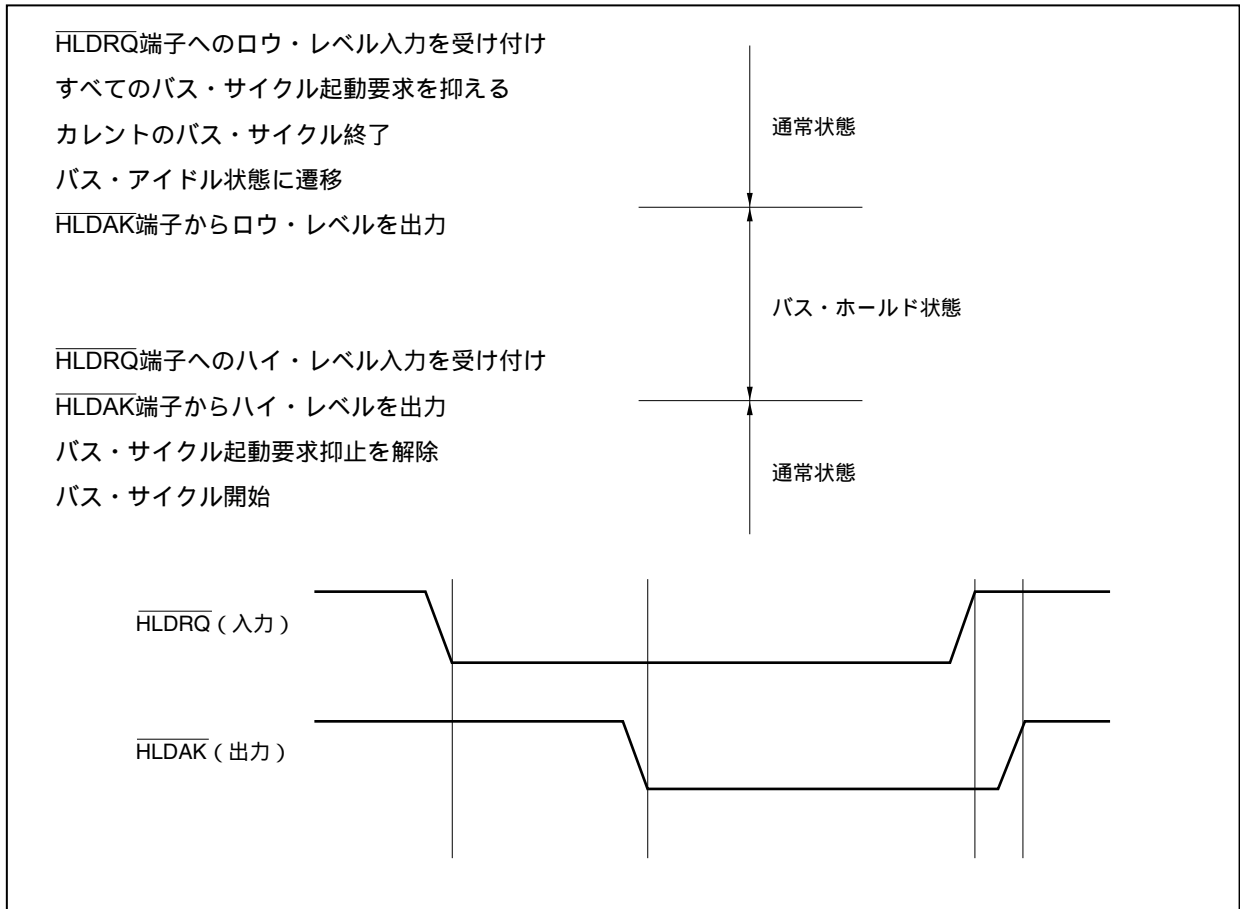 HLDRQ端子へのロウ・レベル入力を受け付け
すべてのバス・サイクル起動要求を抑える
カレントのバス・サイクル終了
バス・アイドル状態に遷移
HLDAK端子からロウ・レベルを出力
HLDRQ端子へのハイ・レベル入力を受け付け
HLDAK端子からハイ・レベルを出力
バス・サイクル起動要求抑止を解除
バス・サイクル開始
通常状態
バス・ホールド状態
通常状態
HLDRQ（入力）
HLDAK（出力）